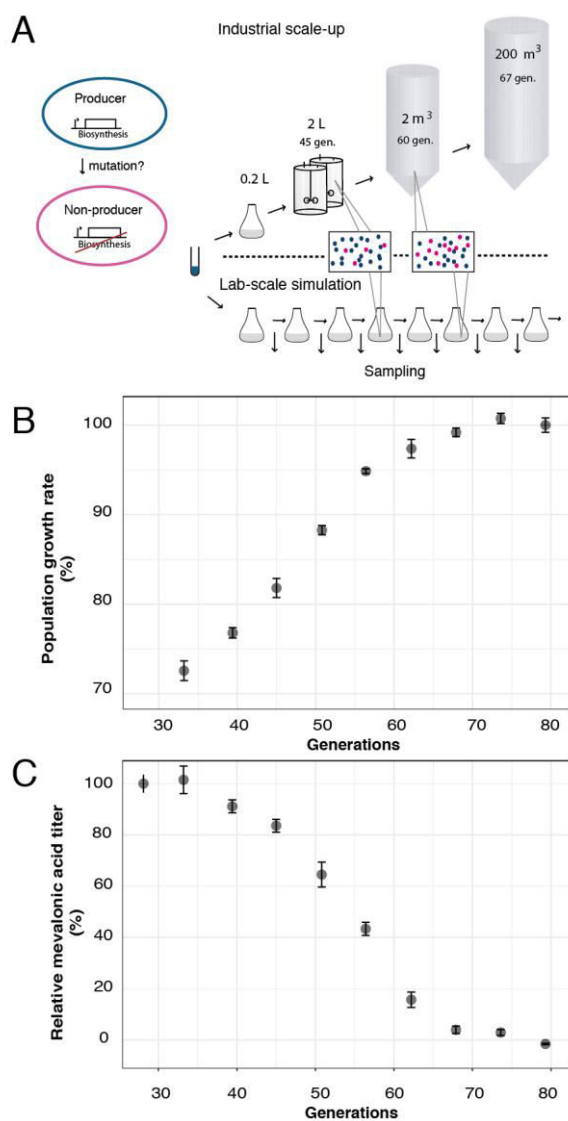 A
Industrial scale-up
Producer
Biosynthesis
mutation?
Non-producer
Biosynthesis
0.2 L
2 L
45 gen.
2 m³
60 gen.
200 m³
67 gen.
Lab-scale simulation
Sampling
B
Population growth rate
(%)
100
90
80
70
30 40 50 60 70 80
Generations
C
Relative mevalonic acid titer
(%)
100
80
60
40
20
0
30 40 50 60 70 80
Generations